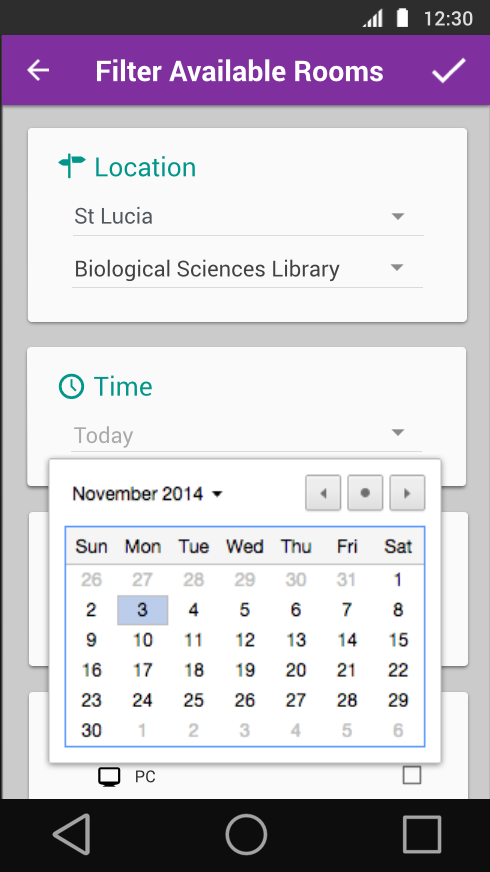 12:30
Filter Available Rooms
Location
St Lucia
Biological Sciences Library
Time
Today
November 2014
Sun Mon Tue Wed Thu Fri Sat
26 27 28 29 30 31 1
2 3 4 5 6 7 8
9 10 11 12 13 14 15
16 17 18 19 20 21 22
23 24 25 26 27 28 29
30 1 2 3 4 5 6
PC